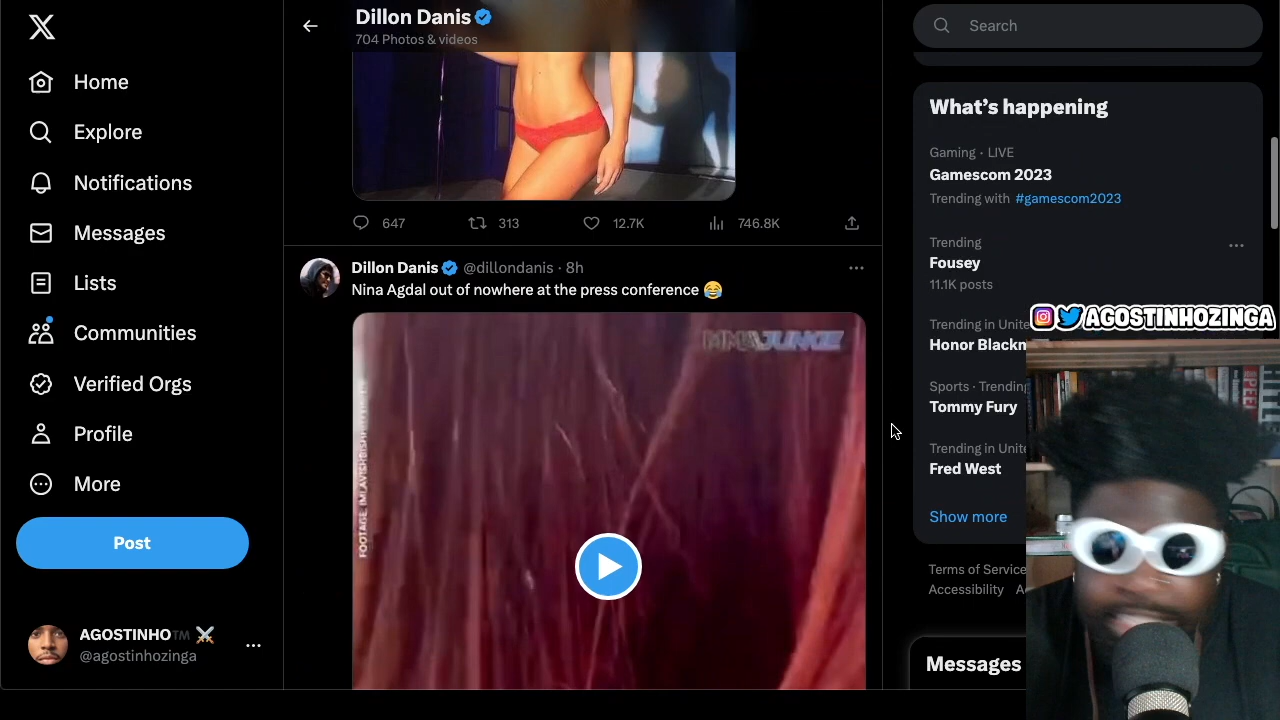 Dillon Danis
704 Photos & videos
Home
Explore
Notifications
Messages
Lists
Communities
Verified Orgs
Profile
More
Post
AGOSTINHO™ ⚔️
@agostinhozinga
647
313
12.7K
746.8K
Dillon Danis @dillondanis · 8h
Nina Agdal out of nowhere at the press conference 😂
MMAJUNKIE
Search
What's happening
Gaming · LIVE
Gamescom 2023
Trending with #gamescom2023
Trending
Fousey
11.1K posts
Trending in Unite
Honor Blackm
Sports · Trending
Tommy Fury
Trending in Unite
Fred West
Show more
Terms of Service
Accessibility
Messages
AGOSTINHOZINGA